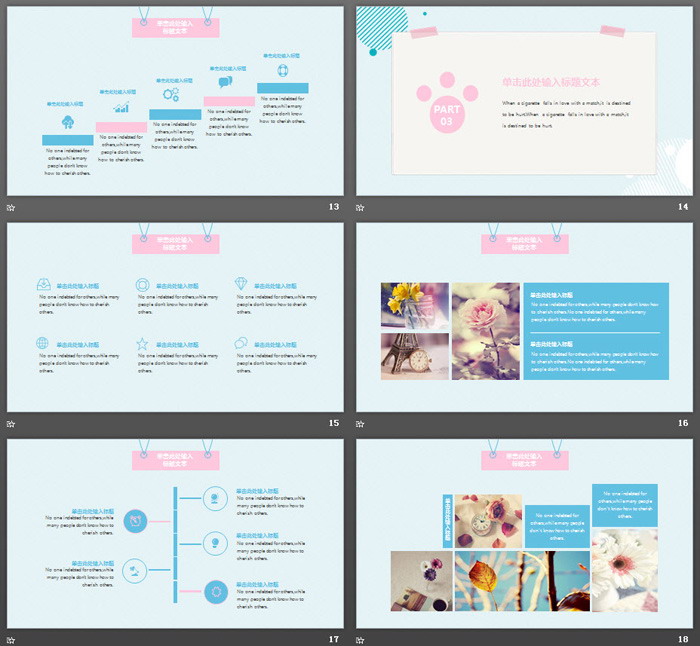 单击此处输入
标题文本
单击此处输入标题
单击此处输入标题
单击此处输入标题
单击此处输入标题
单击此处输入标题
No one indebted for
others,while many
people don't know
how to cherish others.
No one indebted for
others,while many
people don't know
how to cherish others.
No one indebted for
others,while many
people don't know
how to cherish others.
No one indebted for
others,while many
people don't know
how to cherish others.
No one indebted for
others,while many
people don't know
how to cherish others.
13
PART
03
单击此处输入标题文本
When a cigarette falls in love with a match,it is destined
to be hurt.When a cigarette falls in love with a match,it
is destined to be hurt.
14
单击此处输入
标题文本
单击此处输入标题
No one indebted for others,while many
people don't know how to cherish
others.
单击此处输入标题
No one indebted for others,while many
people don't know how to cherish
others.
单击此处输入标题
No one indebted for others,while many
people don't know how to cherish
others.
单击此处输入标题
No one indebted for others,while many
people don't know how to cherish
others.
单击此处输入标题
No one indebted for others,while many
people don't know how to cherish
others.
单击此处输入标题
No one indebted for others,while many
people don't know how to cherish
others.
15
单击此处输入
标题文本
单击此处输入标题
No one indebted for others,while many people don't know how
to cherish others.No one indebted for others,while many
people don't know how to cherish others.
单击此处输入标题
No one indebted for others,while many people don't know how
to cherish others.No one indebted for others,while many
people don't know how to cherish others.
16
单击此处输入
标题文本
单击此处输入标题
No one indebted for others,while
many people don't know how to
cherish others.
单击此处输入标题
No one indebted for others,while
many people don't know how to
cherish others.
单击此处输入标题
No one indebted for others,while
many people don't know how to
cherish others.
单击此处输入标题
No one indebted for others,while
many people don't know how to
cherish others.
单击此处输入标题
No one indebted for others,while
many people don't know how to
cherish others.
17
单击此处输入
标题文本
单击此处输入标题
No one indebted for
others,while many people
don't know how to cherish
others.
No one indebted for
others,while many people
don't know how to cherish
others.
18